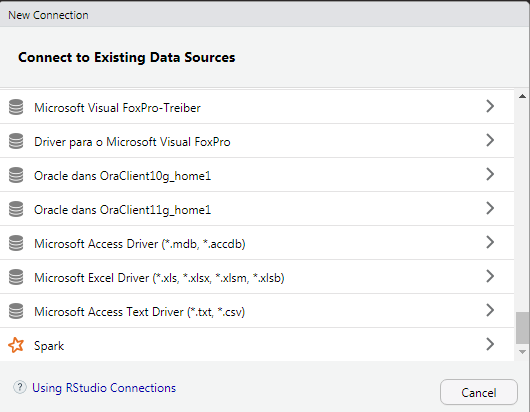 New Connection
Connect to Existing Data Sources
Microsoft Visual FoxPro-Treiber
Driver para o Microsoft Visual FoxPro
Oracle dans OraClient10g_home1
Oracle dans OraClient11g_home1
Microsoft Access Driver (*.mdb, *.accdb)
Microsoft Excel Driver (*.xls, *.xlsx, *.xlsm, *.xlsb)
Microsoft Access Text Driver (*.txt, *.csv)
Spark
? Using RStudio Connections
Cancel